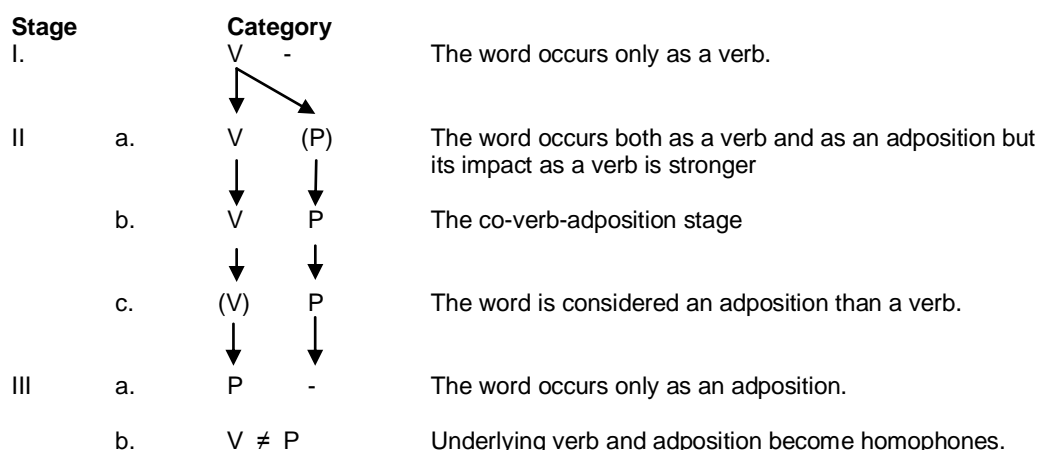 Stage Category
I. V - The word occurs only as a verb.
II a. V (P) The word occurs both as a verb and as an adposition but
its impact as a verb is stronger
b. V P The co-verb-adposition stage
c. (V) P The word is considered an adposition than a verb.
III a. P - The word occurs only as an adposition.
b. V ≠ P Underlying verb and adposition become homophones.